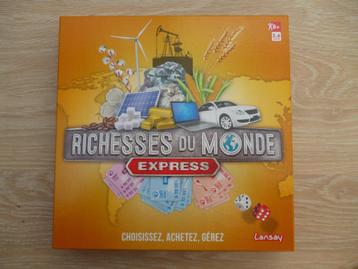 RICHESSES DU MONDE
EXPRESS
CHOISISSEZ, ACHETEZ, GÉREZ
Lansay